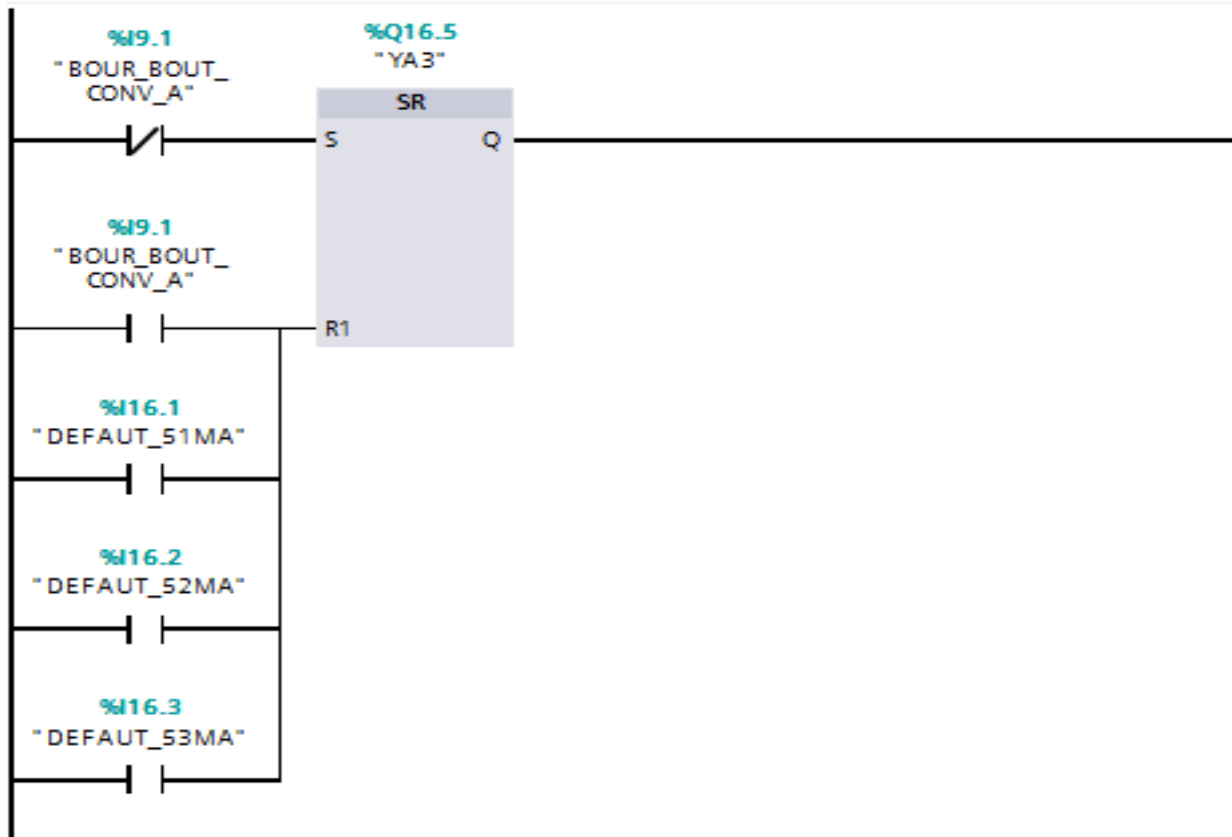 %I9.1
"BOUR_BOUT_
CONV_A"
%Q16.5
"YA3"
SR
S
Q
%I9.1
"BOUR_BOUT_
CONV_A"
R1
%I16.1
"DEFAUT_51MA"
%I16.2
"DEFAUT_52MA"
%I16.3
"DEFAUT_53MA"